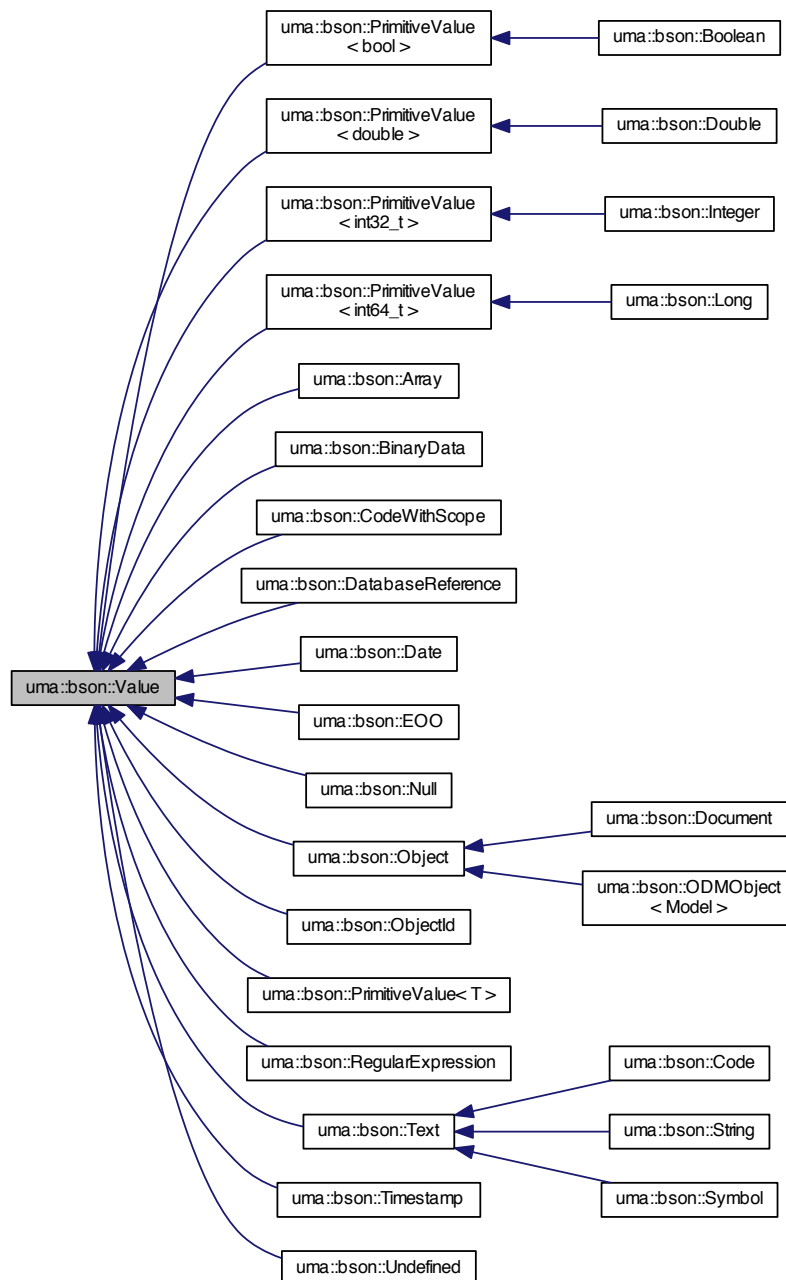 uma::bson::PrimitiveValue
< bool >
uma::bson::Boolean
uma::bson::PrimitiveValue
< double >
uma::bson::Double
uma::bson::PrimitiveValue
< int32_t >
uma::bson::Integer
uma::bson::PrimitiveValue
< int64_t >
uma::bson::Long
uma::bson::Array
uma::bson::BinaryData
uma::bson::CodeWithScope
uma::bson::DatabaseReference
uma::bson::Date
uma::bson::Value
uma::bson::EOO
uma::bson::Null
uma::bson::Document
uma::bson::Object
uma::bson::ODMObject
< Model >
uma::bson::ObjectId
uma::bson::PrimitiveValue< T >
uma::bson::RegularExpression
uma::bson::Code
uma::bson::Text
uma::bson::String
uma::bson::Symbol
uma::bson::Timestamp
uma::bson::Undefined